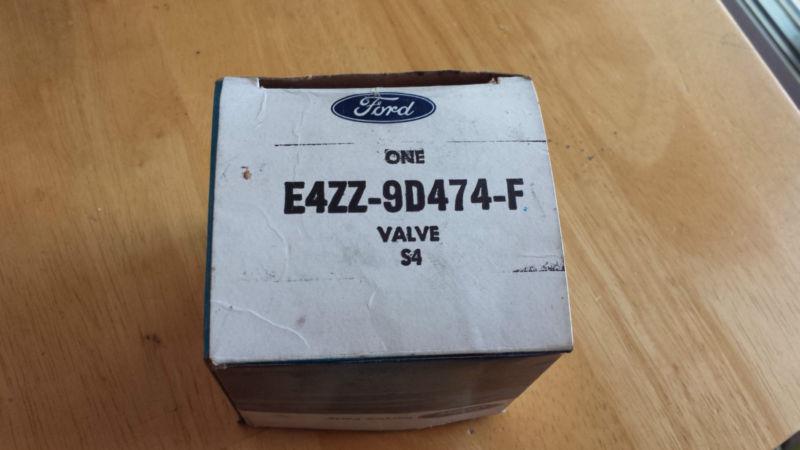 Ford
ONE
E4ZZ-9D474-F
VALVE
S4